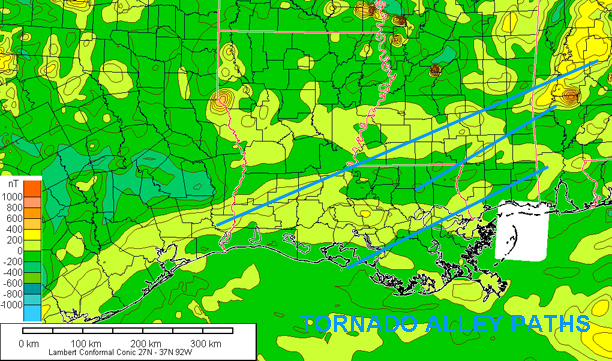 nT
1000
800
600
400
200
0
-200
-400
-600
-800
-4000
0 km 100 km 200 km 300 km
Lambert Conformal Conic 27N - 37N 92W
TORNADO ALLEY PATHS